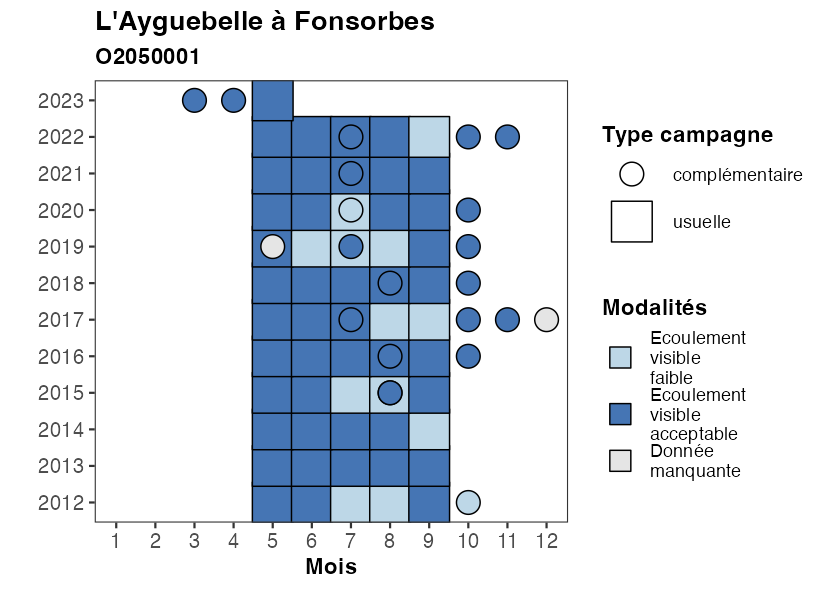 L'Ayguebelle à Fonsorbes
O2050001
2023
2022
2021
2020
2019
2018
2017
2016
2015
2014
2013
2012
1 2 3 4 5 6 7 8 9 10 11 12
Mois
Type campagne
complémentaire
usuelle
Modalités
Ecoulement
visible
faible
Ecoulement
visible
acceptable
Donnée
manquante